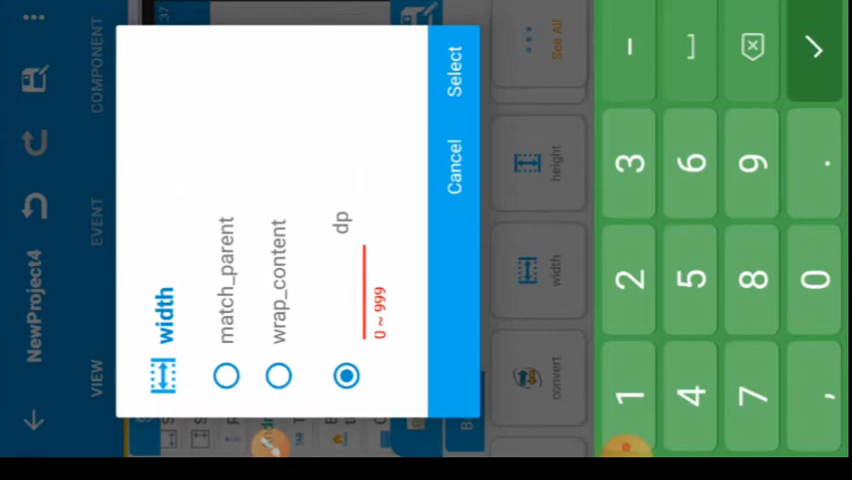 NewProject4
VIEW
EVENT
COMPONENT
width
match_parent
wrap_content
dp
0 ~ 999
Cancel
Select
convert
width
height
See All
1
2
3
-
4
5
6
7
8
9
,
0
.